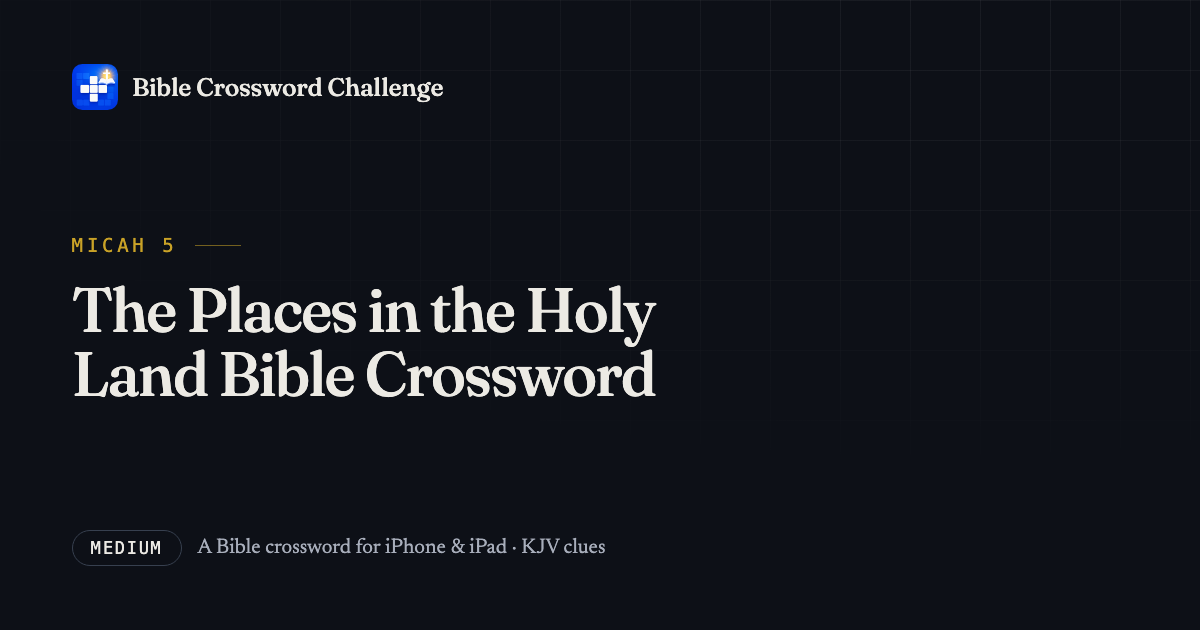 Bible Crossword Challenge
MICAH 5
The Places in the Holy
Land Bible Crossword
MEDIUM
A Bible crossword for iPhone & iPad · KJV clues